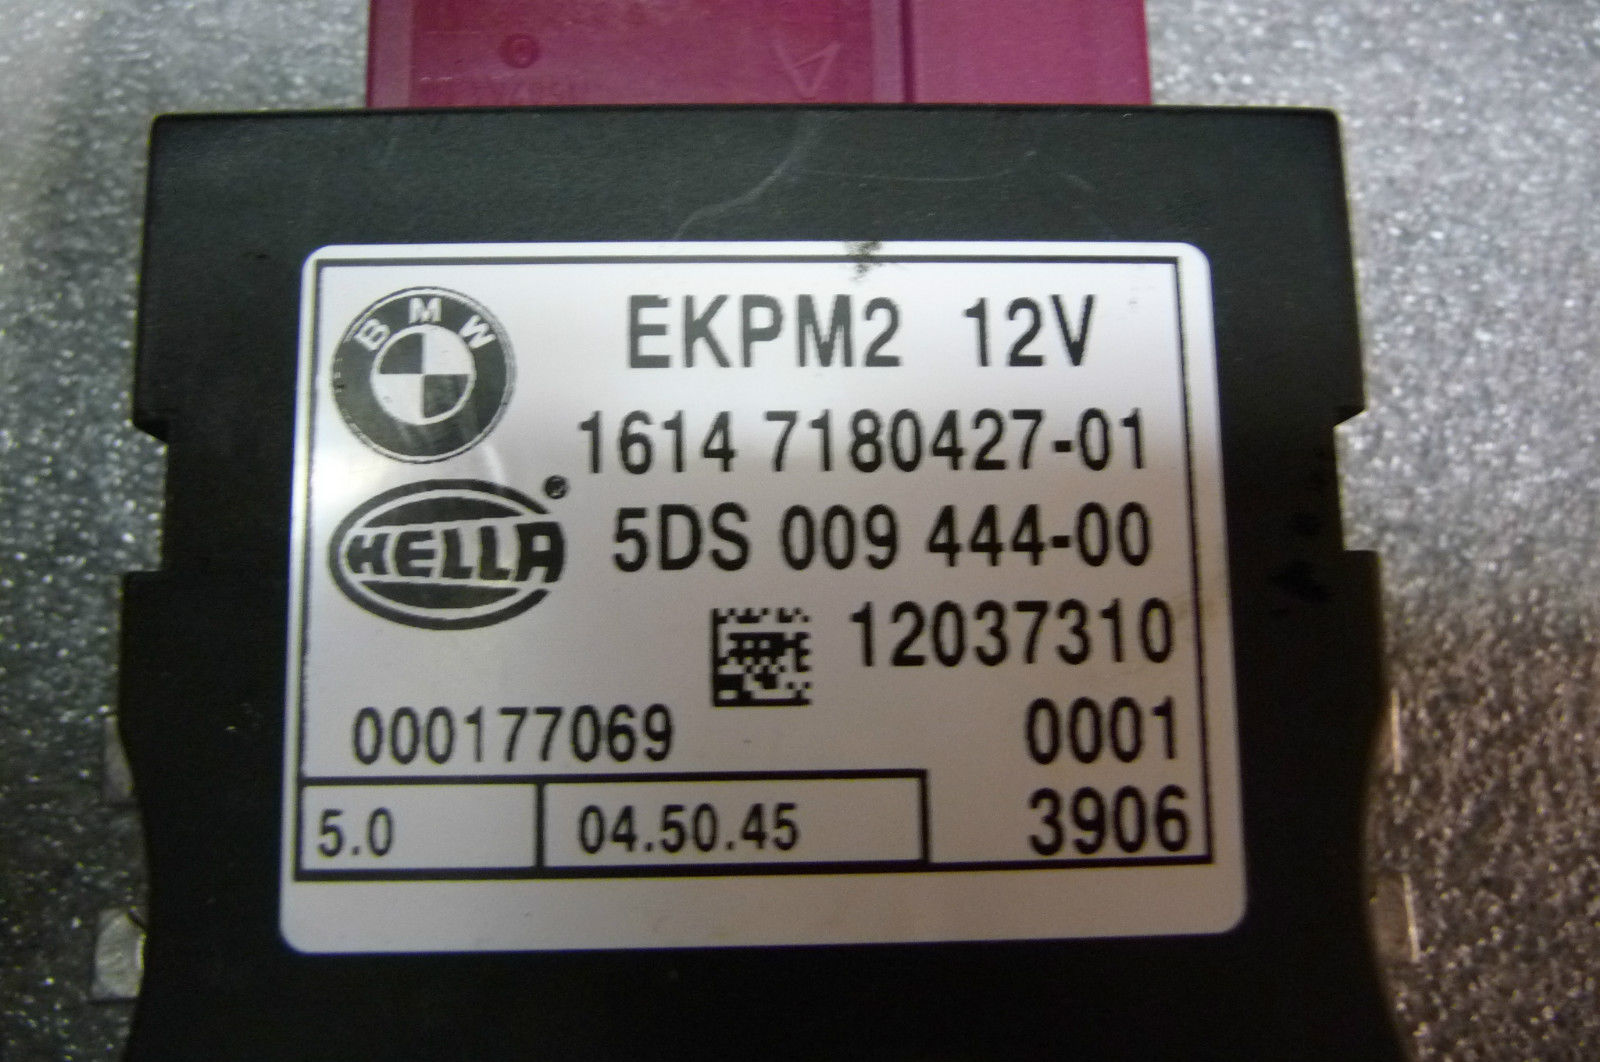 BMW
EKPM2 12V
1614 7180427-01
HELLA®
5DS 009 444-00
12037310
000177069
0001
5.0
04.50.45
3906